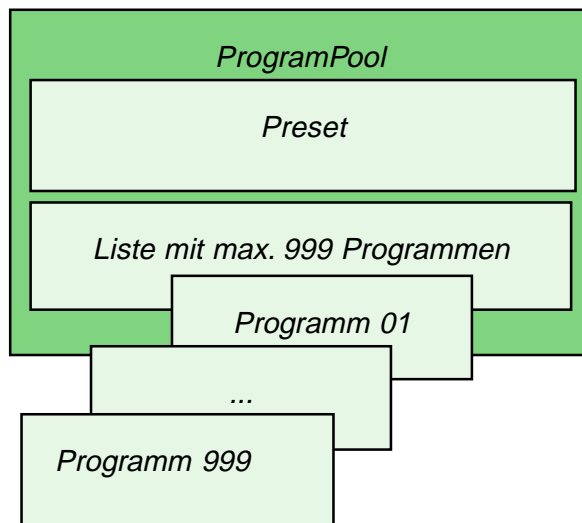 ProgramPool
Preset
Liste mit max. 999 Programmen
Programm 01
...
Programm 999